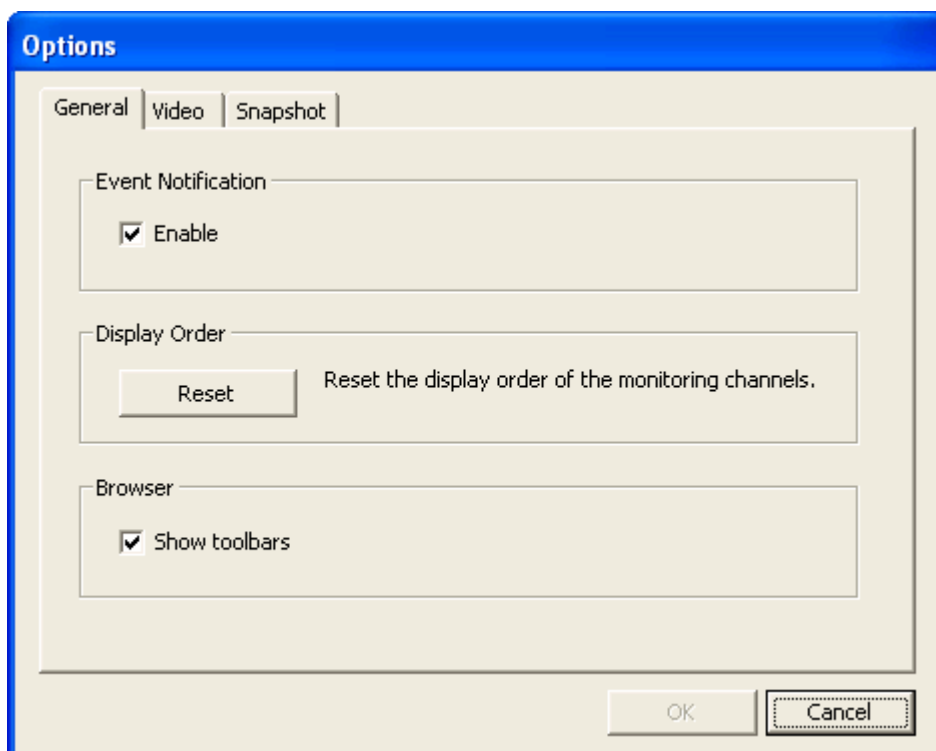 Options
General Video Snapshot
Event Notification
Enable
Display Order
Reset Reset the display order of the monitoring channels.
Browser
Show toolbars
OK Cancel